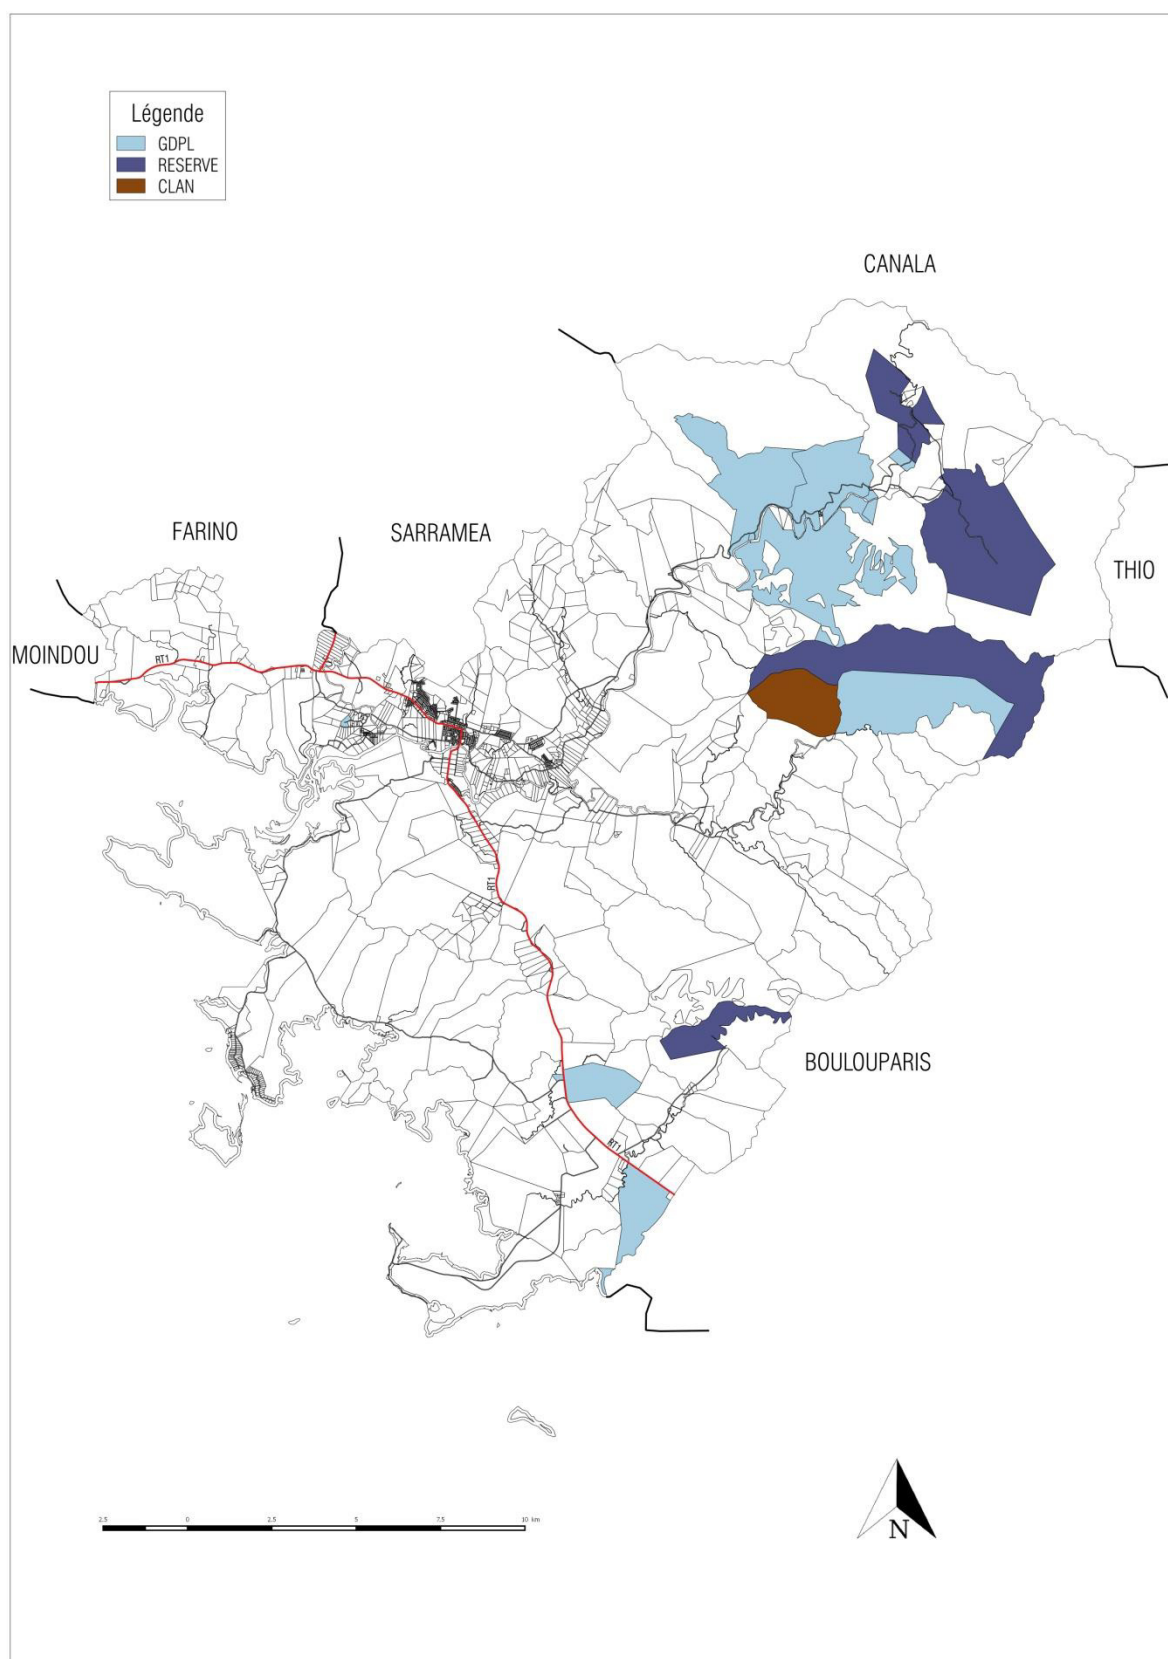 Légende
GDPL
RESERVE
CLAN
CANALA
FARINO
SARRAMEA
THIO
MOINDOU
RT1
RT1
BOULOUPARIS
RT1
2.5 0 2.5 5 7.5 10 km
N